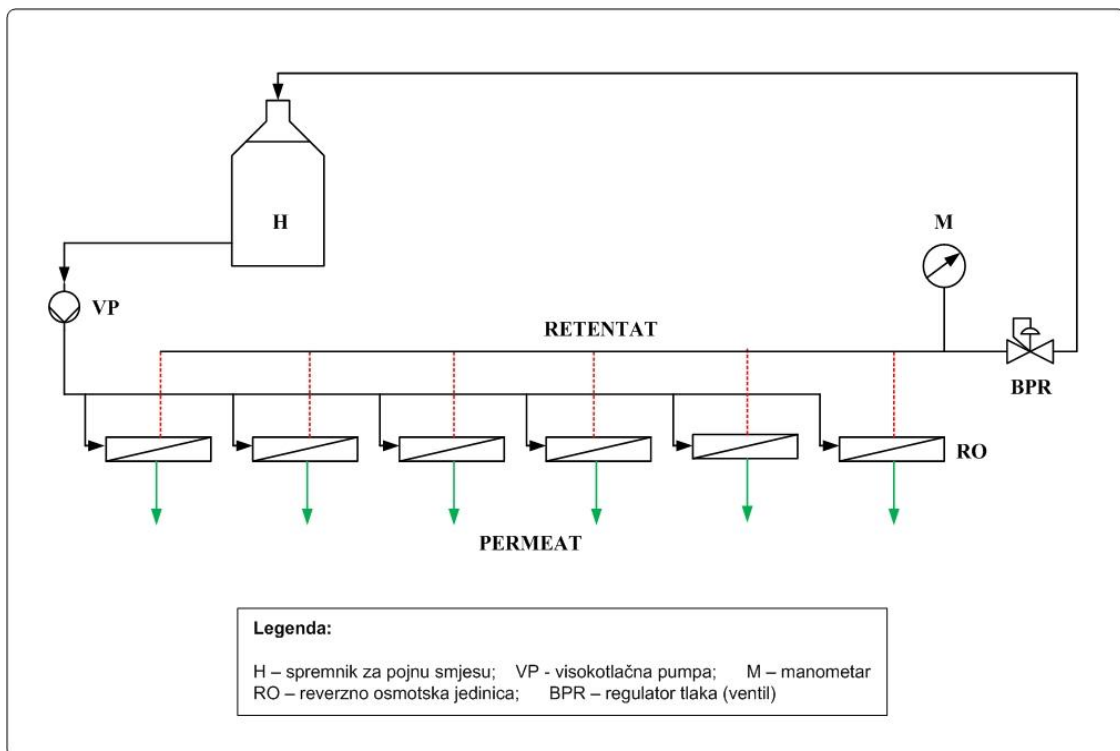 H
M
VP
RETENTAT
BPR
RO
PERMEAT
Legenda:
H – spremnik za pojnu smjesu; VP - visokotlačna pumpa; M – manometar
RO – reverzno osmotska jedinica; BPR – regulator tlaka (ventil)